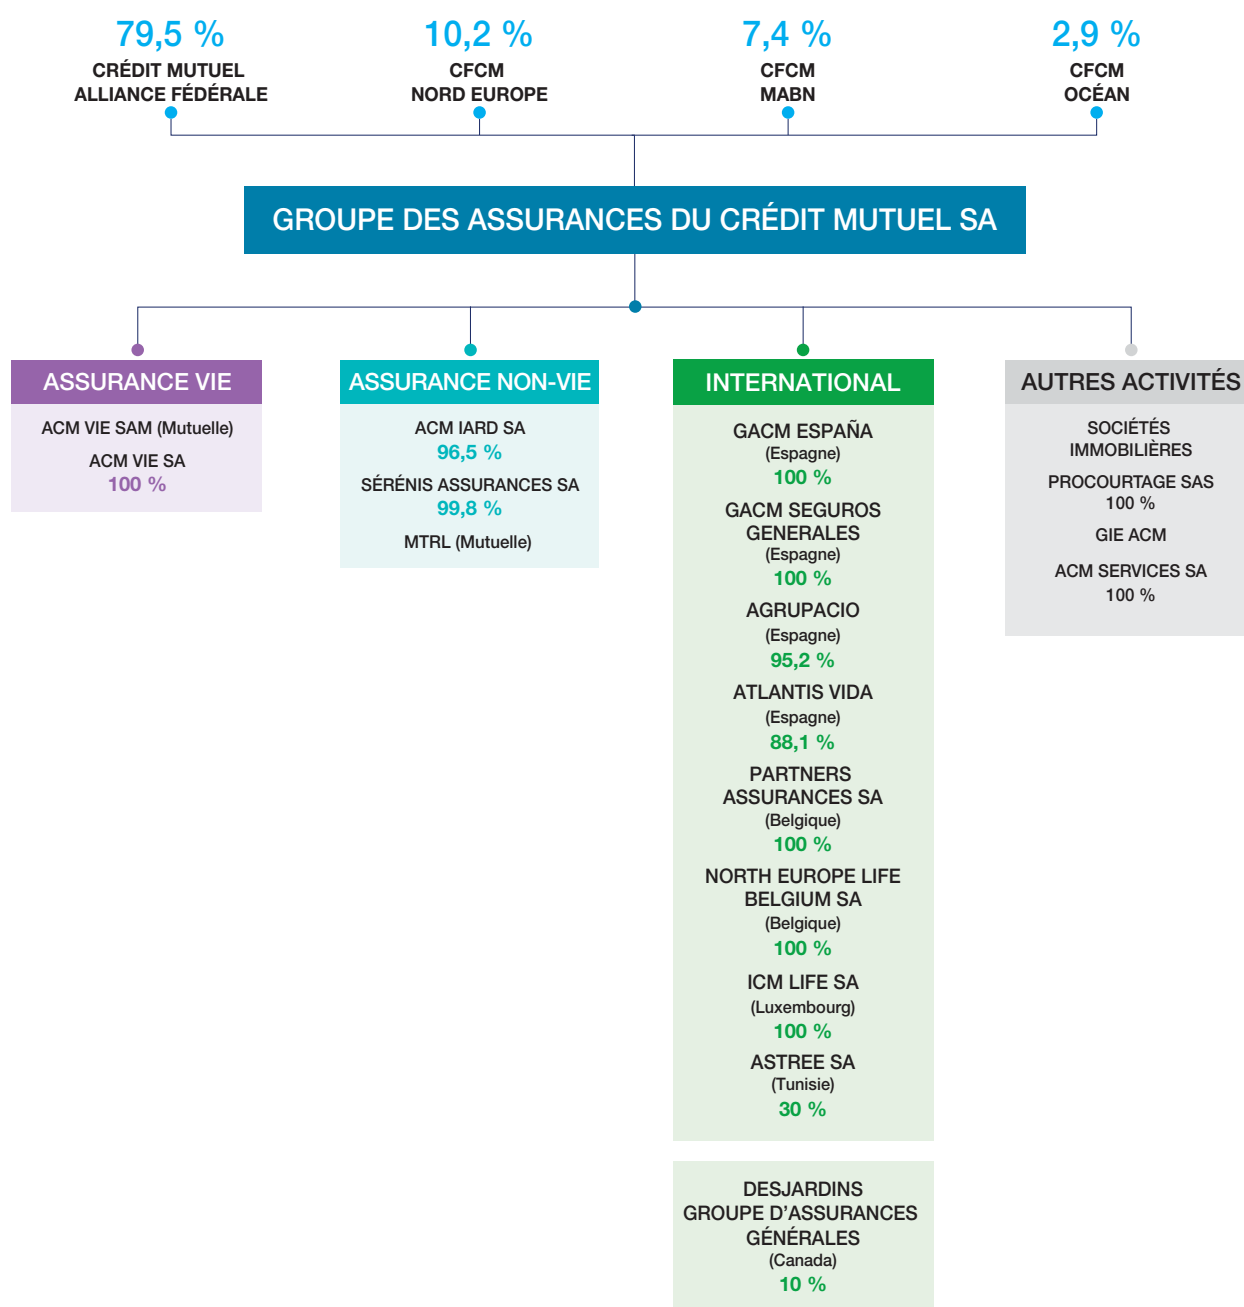 79,5 %
CRÉDIT MUTUEL
ALLIANCE FÉDÉRALE
10,2 %
CFCM
NORD EUROPE
7,4 %
CFCM
MABN
2,9 %
CFCM
OCÉAN
GROUPE DES ASSURANCES DU CRÉDIT MUTUEL SA
ASSURANCE VIE
ACM VIE SAM (Mutuelle)
ACM VIE SA
100 %
ASSURANCE NON-VIE
ACM IARD SA
96,5 %
SÉRÉNIS ASSURANCES SA
99,8 %
MTRL (Mutuelle)
INTERNATIONAL
GACM ESPAÑA
(Espagne)
100 %
GACM SEGUROS
GENERALES
(Espagne)
100 %
AGRUPACIO
(Espagne)
95,2 %
ATLANTIS VIDA
(Espagne)
88,1 %
PARTNERS
ASSURANCES SA
(Belgique)
100 %
NORTH EUROPE LIFE
BELGIUM SA
(Belgique)
100 %
ICM LIFE SA
(Luxembourg)
100 %
ASTREE SA
(Tunisie)
30 %
DESJARDINS
GROUPE D'ASSURANCES
GÉNÉRALES
(Canada)
10 %
AUTRES ACTIVITÉS
SOCIÉTÉS
IMMOBILIÈRES
PROCOURTAGE SAS
100 %
GIE ACM
ACM SERVICES SA
100 %